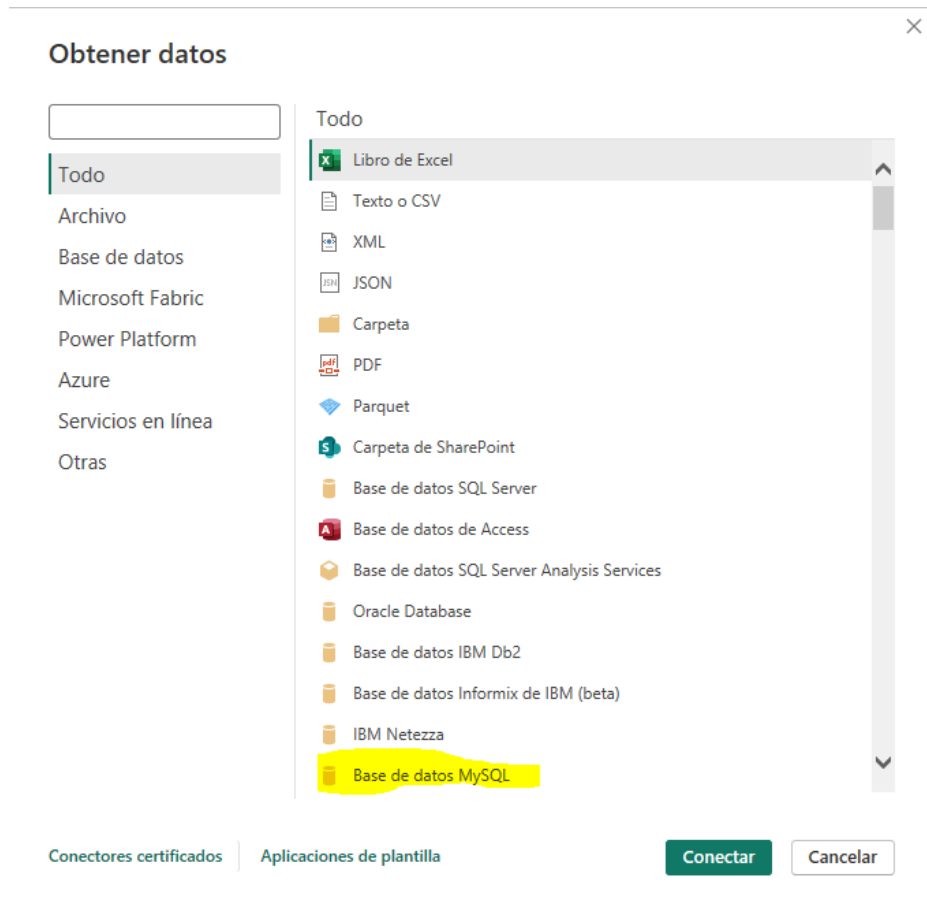 Obtener datos
Todo
Archivo
Base de datos
Microsoft Fabric
Power Platform
Azure
Servicios en línea
Otras
Todo
Libro de Excel
Texto o CSV
XML
JSON
Carpeta
PDF
Parquet
Carpeta de SharePoint
Base de datos SQL Server
Base de datos de Access
Base de datos SQL Server Analysis Services
Oracle Database
Base de datos IBM Db2
Base de datos Informix de IBM (beta)
IBM Netezza
Base de datos MySQL
Conectores certificados
Aplicaciones de plantilla
Conectar
Cancelar